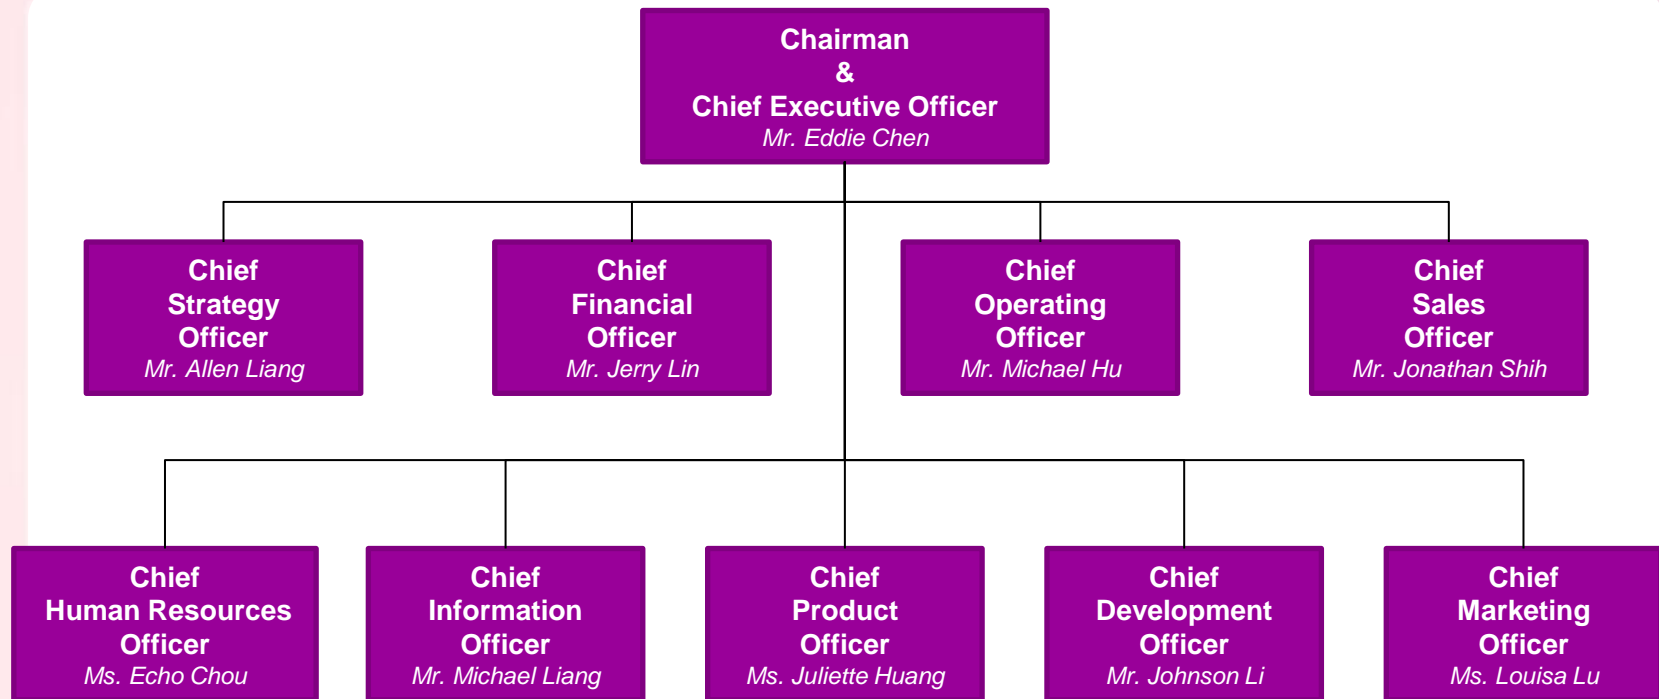 Chairman
&
Chief Executive Officer
Mr. Eddie Chen
Chief
Strategy
Officer
Mr. Allen Liang
Chief
Financial
Officer
Mr. Jerry Lin
Chief
Operating
Officer
Mr. Michael Hu
Chief
Sales
Officer
Mr. Jonathan Shih
Chief
Human Resources
Officer
Ms. Echo Chou
Chief
Information
Officer
Mr. Michael Liang
Chief
Product
Officer
Ms. Juliette Huang
Chief
Development
Officer
Mr. Johnson Li
Chief
Marketing
Officer
Ms. Louisa Lu